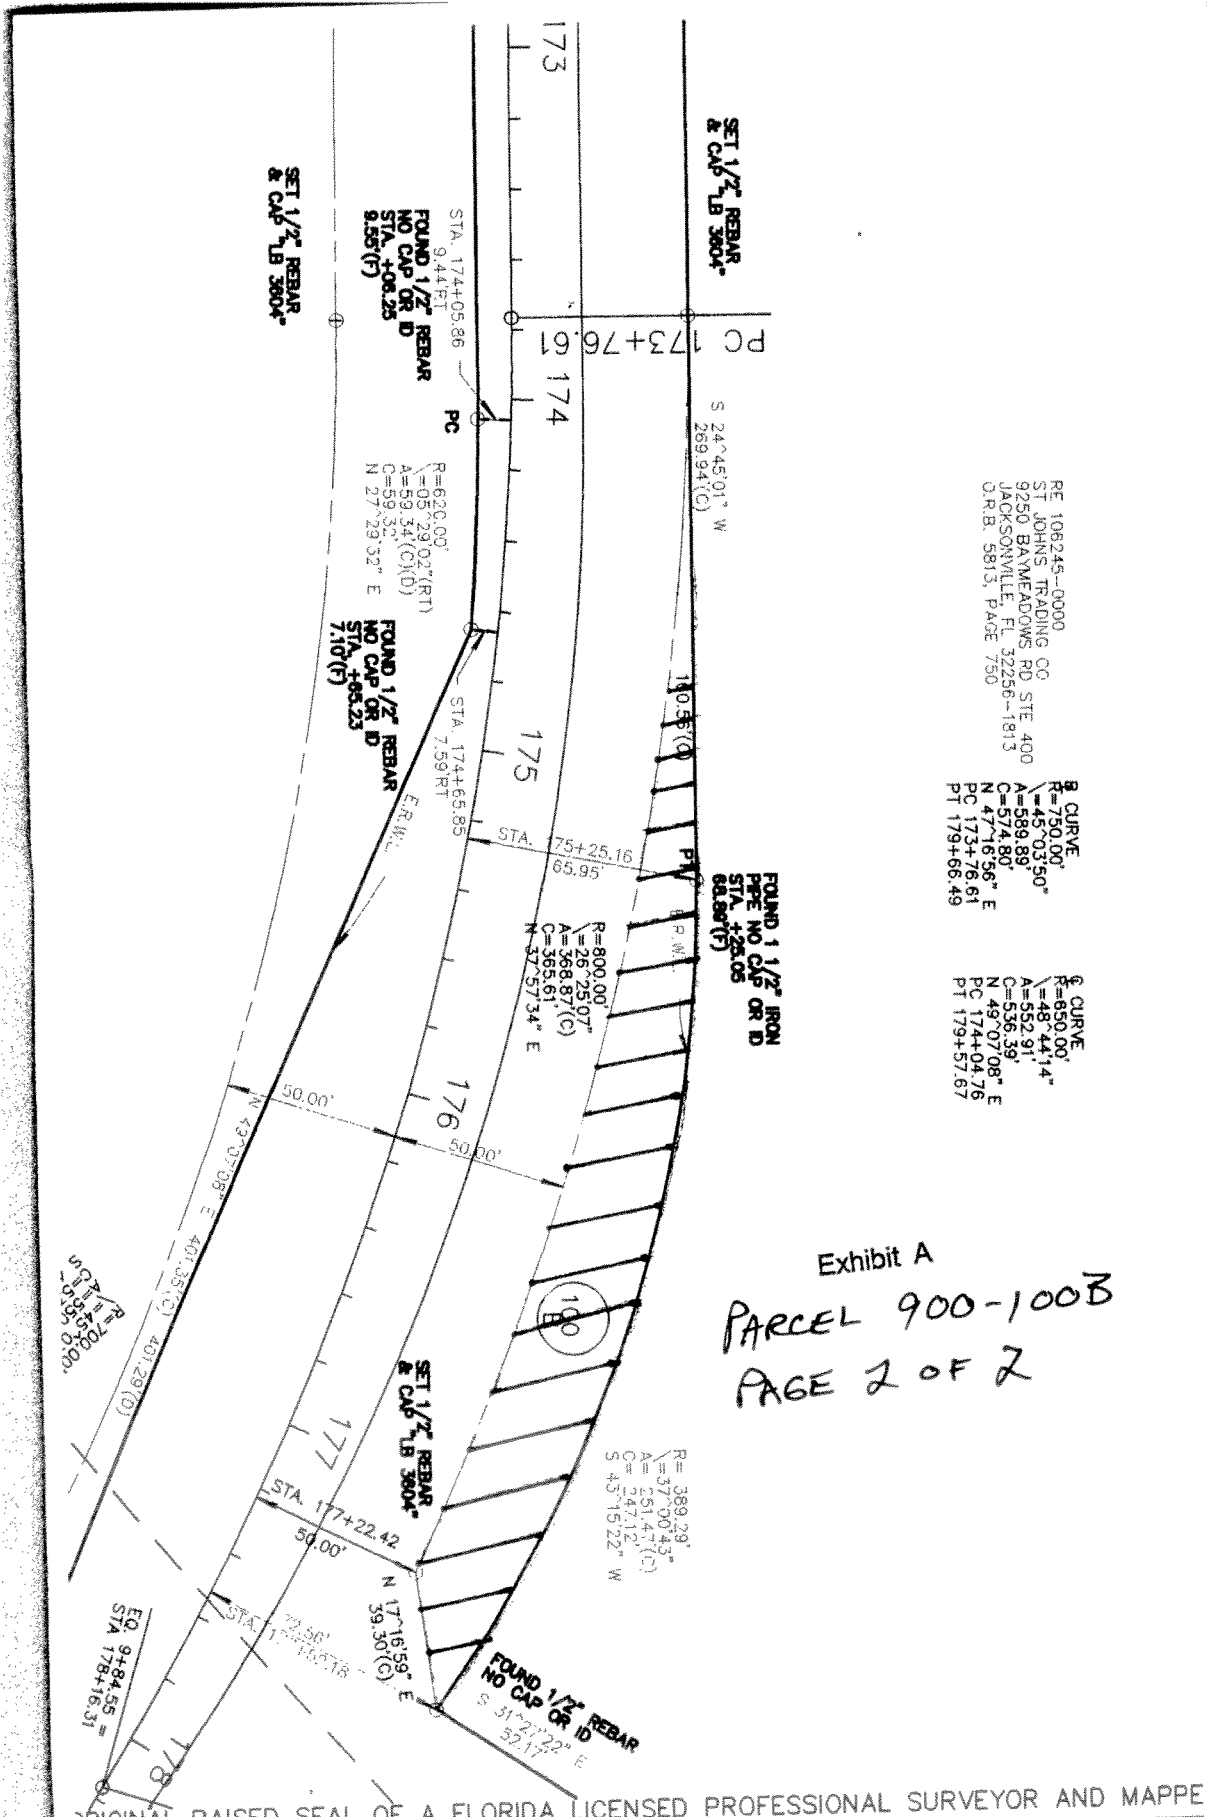 173
SET 1/2" REBAR
& CAP "LB 3604"
SET 1/2" REBAR
& CAP "LB 3604"
STA. 174+05.86
9.44'RT
FOUND 1/2" REBAR
NO CAP OR ID
STA. +06.25
9.55'(F)
PC 173+76.61
174
PC
S 24^45'01" W
269.94'(C)
R=620.00'
\=05^29'02"(RT)
A=59.34'(C)(D)
C=59.32'
N 27^29'32" E
RE 106245-0000
ST JOHNS TRADING CO
9250 BAYMEADOWS RD STE 400
JACKSONVILLE, FL 32256-1813
O.R.B. 5813, PAGE 750
FOUND 1/2" REBAR
NO CAP OR ID
STA. +65.23
7.10'(F)
STA. 174+65.85
7.59'RT
160.56'(C)
175
E.R.W.L.
STA. 175+25.16
65.95'
B CURVE
R=750.00'
\=45^03'50"
A=589.89'
C=574.80'
N 47^16'56" E
PC 173+76.61
PT 179+66.49
FOUND 1 1/2" IRON
PIPE NO CAP OR ID
STA. +25.05
68.89'(F)
R=800.00'
\=26^25'07"
A=368.87'(C)
C=365.61'
N 37^57'34" E
₠ CURVE
R=650.00'
\=48^44'14"
A=552.91'
C=536.39'
N 49^07'08" E
PC 174+04.76
PT 179+57.67
176
50.00'
50.00'
N 43^07'08" E 401.35'(C) 401.29'(D)
100
Exhibit A
PARCEL 900-100B
PAGE 2 OF 2
SET 1/2" REBAR
& CAP "LB 3604"
177
STA. 177+22.42
50.00'
R= 389.29'
\=37^00'43"
A= 251.47'(C)
C= 247.12'
S 43^15'22" W
N 17^16'59" E
39.30'(C)
FOUND 1/2" REBAR
NO CAP OR ID
S 31^27'22" E
52.17'
EQ. 9+84.55 =
STA 178+16.31
178
ORIGINAL RAISED SEAL OF A FLORIDA LICENSED PROFESSIONAL SURVEYOR AND MAPPE